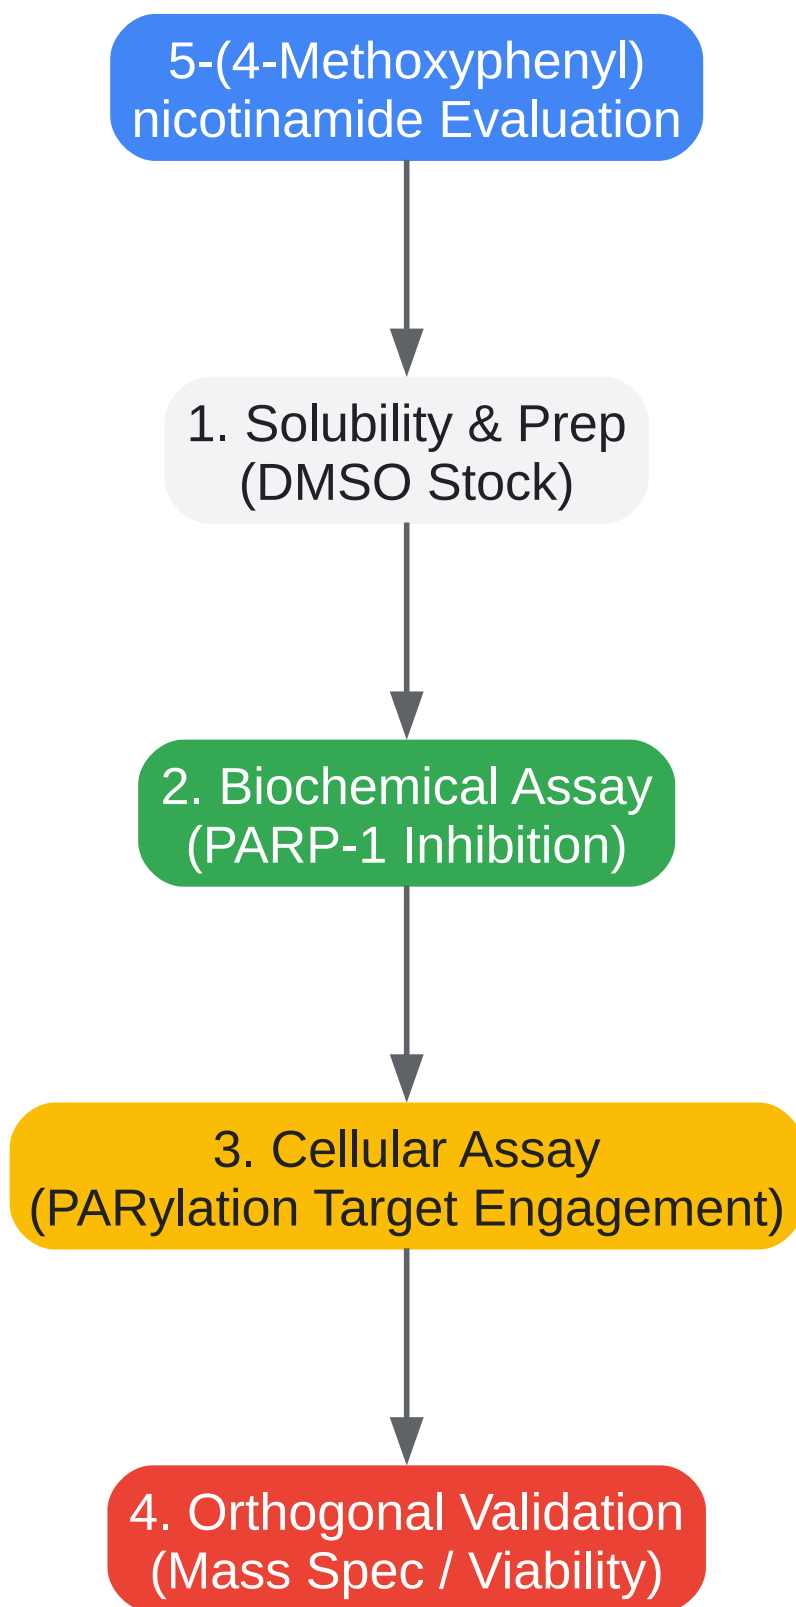 5-(4-Methoxyphenyl)
nicotinamide Evaluation
1. Solubility & Prep
(DMSO Stock)
2. Biochemical Assay
(PARP-1 Inhibition)
3. Cellular Assay
(PARylation Target Engagement)
4. Orthogonal Validation
(Mass Spec / Viability)